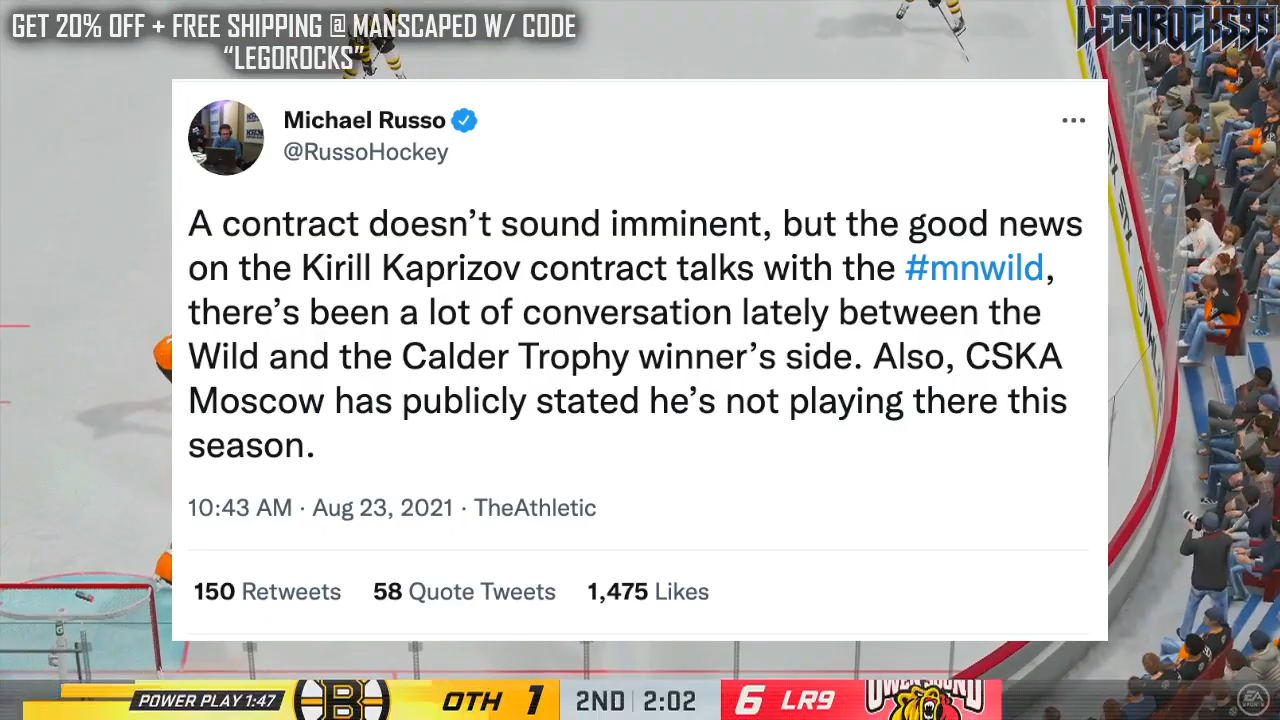 GET 20% OFF + FREE SHIPPING @ MANSCAPED W/ CODE
"LEGOROCKS"
LEGOROCKS99
Michael Russo
@RussoHockey
A contract doesn’t sound imminent, but the good news
on the Kirill Kaprizov contract talks with the #mnwild,
there’s been a lot of conversation lately between the
Wild and the Calder Trophy winner’s side. Also, CSKA
Moscow has publicly stated he’s not playing there this
season.
10:43 AM · Aug 23, 2021 · TheAthletic
150 Retweets 58 Quote Tweets 1,475 Likes
POWER PLAY 1:47 B OTH 1 2ND 2:02 6 LR9
EA
SPORTS